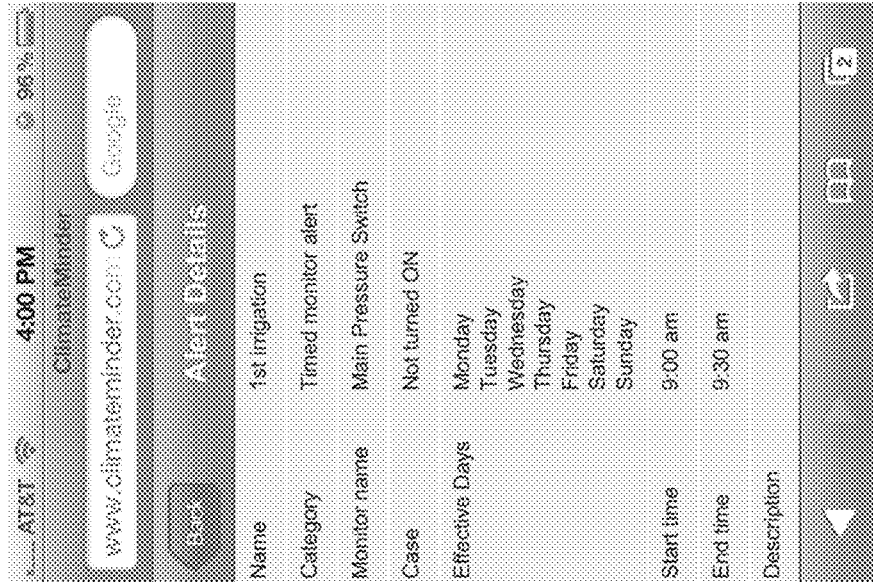 AT&T 4:00 PM 96%
ClimateMinder
www.climateminder.com Google
Back Alert Details
Name 1st irrigation
Category Timed monitor alert
Monitor name Main Pressure Switch
Case Not turned ON
Effective Days Monday
Tuesday
Wednesday
Thursday
Friday
Saturday
Sunday
Start time 9:00 am
End time 9:30 am
Description
2